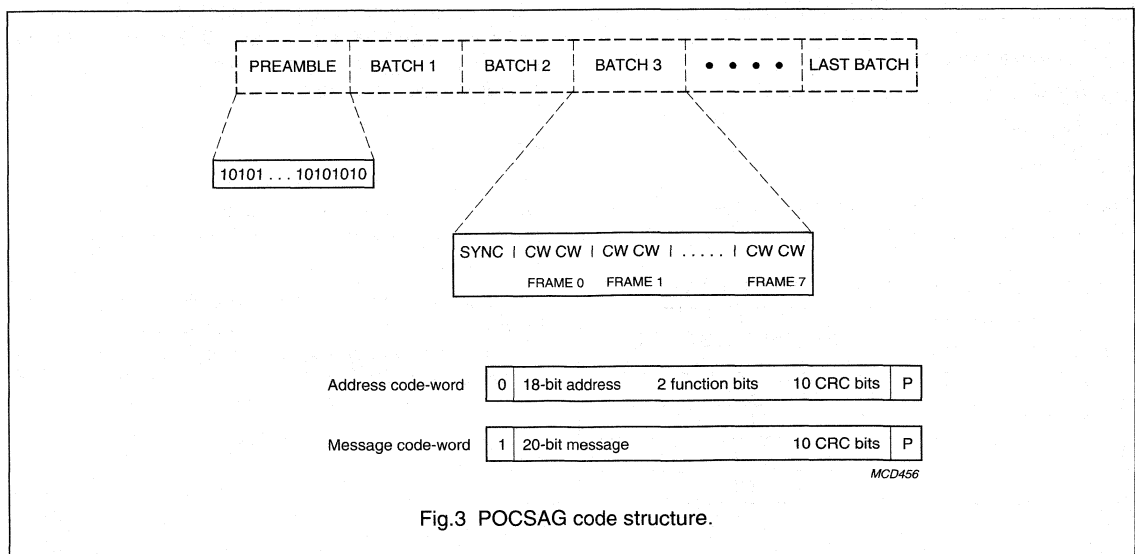 PREAMBLE BATCH 1 BATCH 2 BATCH 3 • • • • LAST BATCH
10101 . . . 10101010
SYNC | CW CW | CW CW | . . . . . | CW CW
FRAME 0 FRAME 1 FRAME 7
Address code-word 0 18-bit address 2 function bits 10 CRC bits P
Message code-word 1 20-bit message 10 CRC bits P
MCD456
Fig.3 POCSAG code structure.